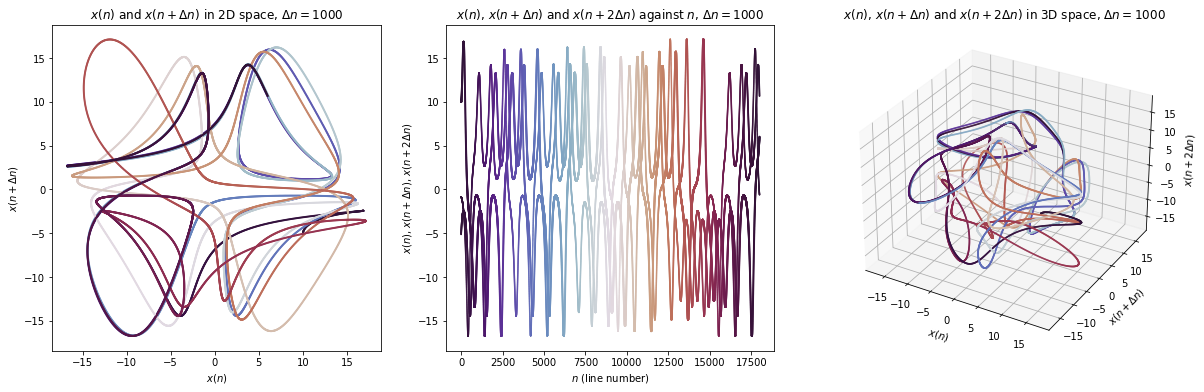 x(n) and x(n + Δn) in 2D space, Δn = 1000
x(n + Δn)
15
10
5
0
−5
−10
−15
−15 −10 −5 0 5 10 15
x(n)
x(n), x(n + Δn) and x(n + 2Δn) against n, Δn = 1000
x(n), x(n + Δn), x(n + 2Δn)
15
10
5
0
−5
−10
−15
0 2500 5000 7500 10000 12500 15000 17500
n (line number)
x(n), x(n + Δn) and x(n + 2Δn) in 3D space, Δn = 1000
x(n + 2Δn)
15
10
5
0
−5
−10
−15
−15 −10 −5 0 5 10 15
x(n)
−15 −10 −5 0 5 10 15
x(n + Δn)